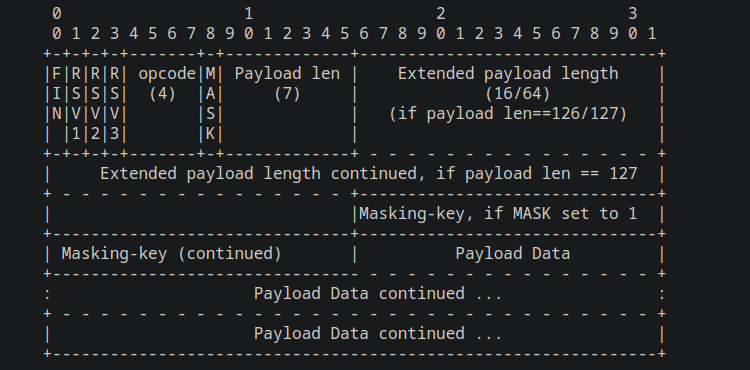 0                   1                   2                   3
  0 1 2 3 4 5 6 7 8 9 0 1 2 3 4 5 6 7 8 9 0 1 2 3 4 5 6 7 8 9 0 1
 +-+-+-+-+-------+-+-------------+-------------------------------+
 |F|R|R|R| opcode|M| Payload len |    Extended payload length    |
 |I|S|S|S|  (4)  |A|     (7)     |             (16/64)           |
 |N|V|V|V|       |S|             |   (if payload len==126/127)   |
 | |1|2|3|       |K|             |                               |
 +-+-+-+-+-------+-+-------------+ - - - - - - - - - - - - - - - +
 |     Extended payload length continued, if payload len == 127  |
 + - - - - - - - - - - - - - - - +-------------------------------+
 |                               |Masking-key, if MASK set to 1  |
 +-------------------------------+-------------------------------+
 | Masking-key (continued)       |          Payload Data         |
 +-------------------------------- - - - - - - - - - - - - - - - +
 :                     Payload Data continued ...                :
 + - - - - - - - - - - - - - - - - - - - - - - - - - - - - - - - +
 |                     Payload Data continued ...                |
 +---------------------------------------------------------------+